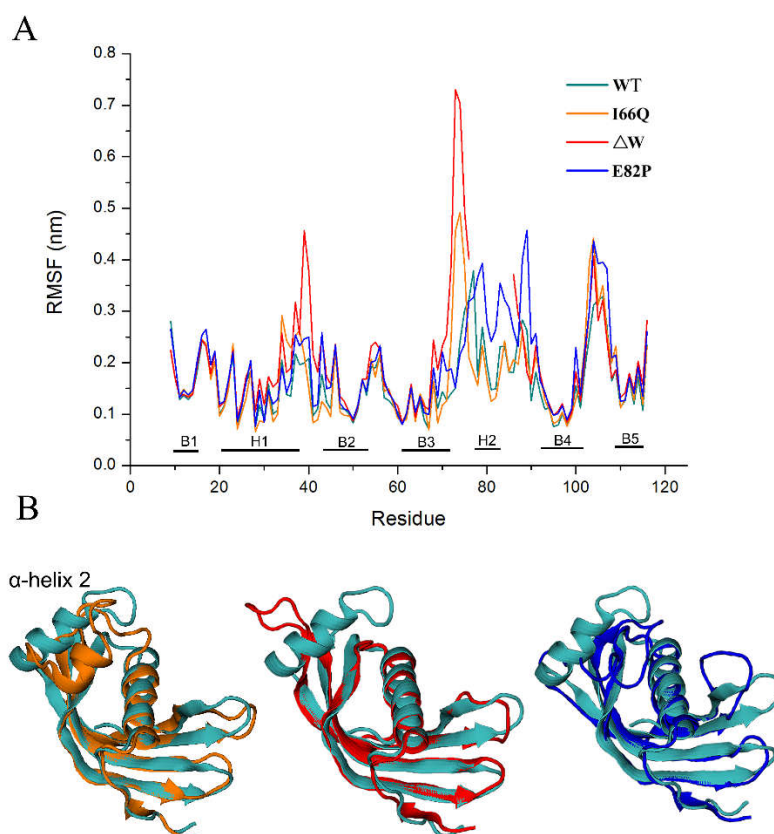 A
RMSF (nm)
0.8
0.7
0.6
0.5
0.4
0.3
0.2
0.1
0.0
WT
I66Q
△W
E82P
B1 H1 B2 B3 H2 B4 B5
0 20 40 60 80 100 120
Residue
B
α-helix 2